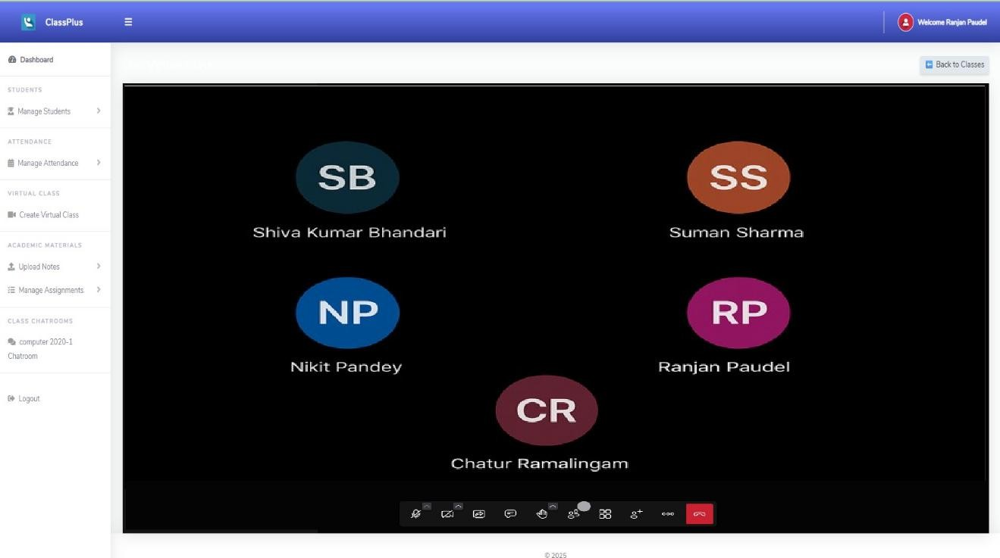 ClassPlus
Welcome Ranjan Paudel
Dashboard
Back to Classes
STUDENTS
Manage Students
ATTENDANCE
Manage Attendance
VIRTUAL CLASS
Create Virtual Class
ACADEMIC MATERIALS
Upload Notes
Manage Assignments
CLASS CHATROOMS
computer 2020-1
Chatroom
Logout
SB
Shiva Kumar Bhandari
SS
Suman Sharma
NP
Nikit Pandey
RP
Ranjan Paudel
CR
Chatur Ramalingam
© 2025